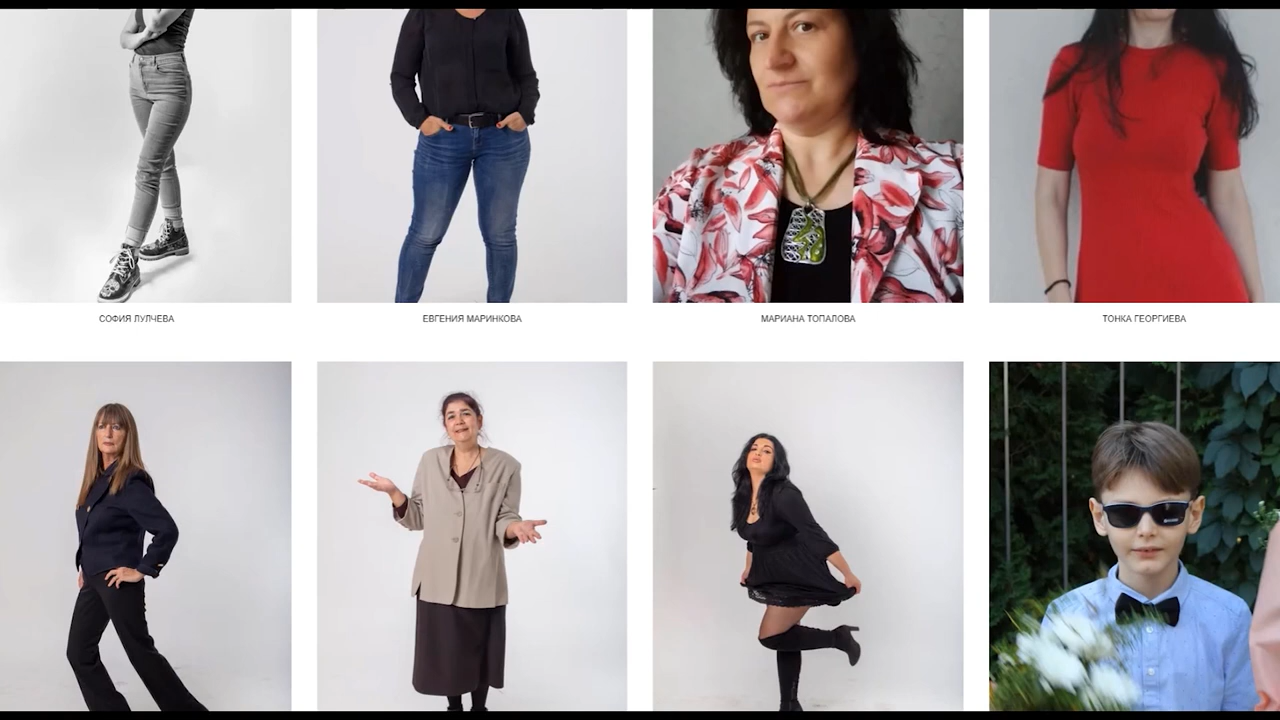 СОФИЯ ЛУЛЧЕВА
ЕВГЕНИЯ МАРИНКОВА
МАРИАНА ТОПАЛОВА
ТОНКА ГЕОРГИЕВА